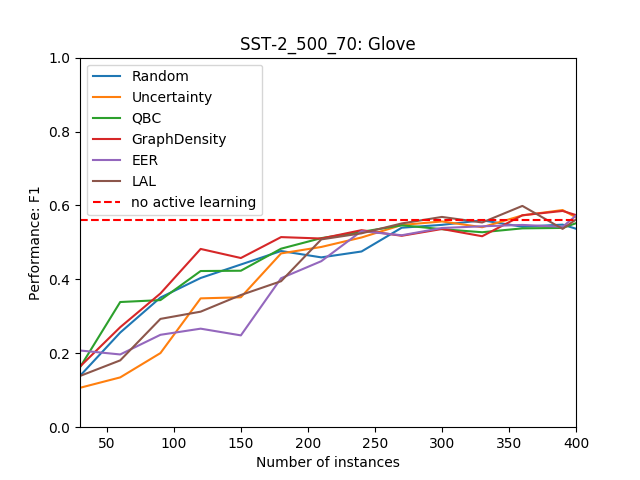 SST-2_500_70: Glove
Performance: F1
1.0
0.8
0.6
0.4
0.2
0.0
Random
Uncertainty
QBC
GraphDensity
EER
LAL
no active learning
50 100 150 200 250 300 350 400
Number of instances